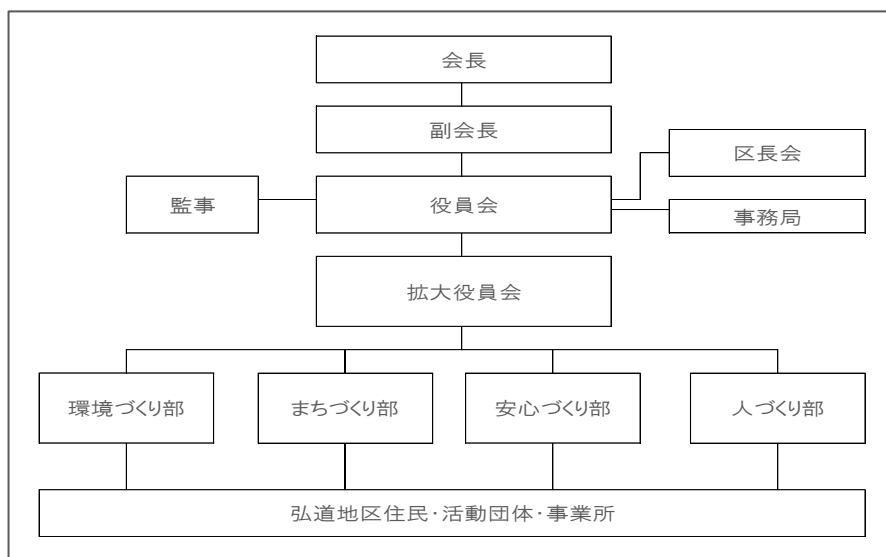 会長
副会長
区長会
監事
役員会
事務局
拡大役員会
環境づくり部
まちづくり部
安心づくり部
人づくり部
弘道地区住民・活動団体・事業所